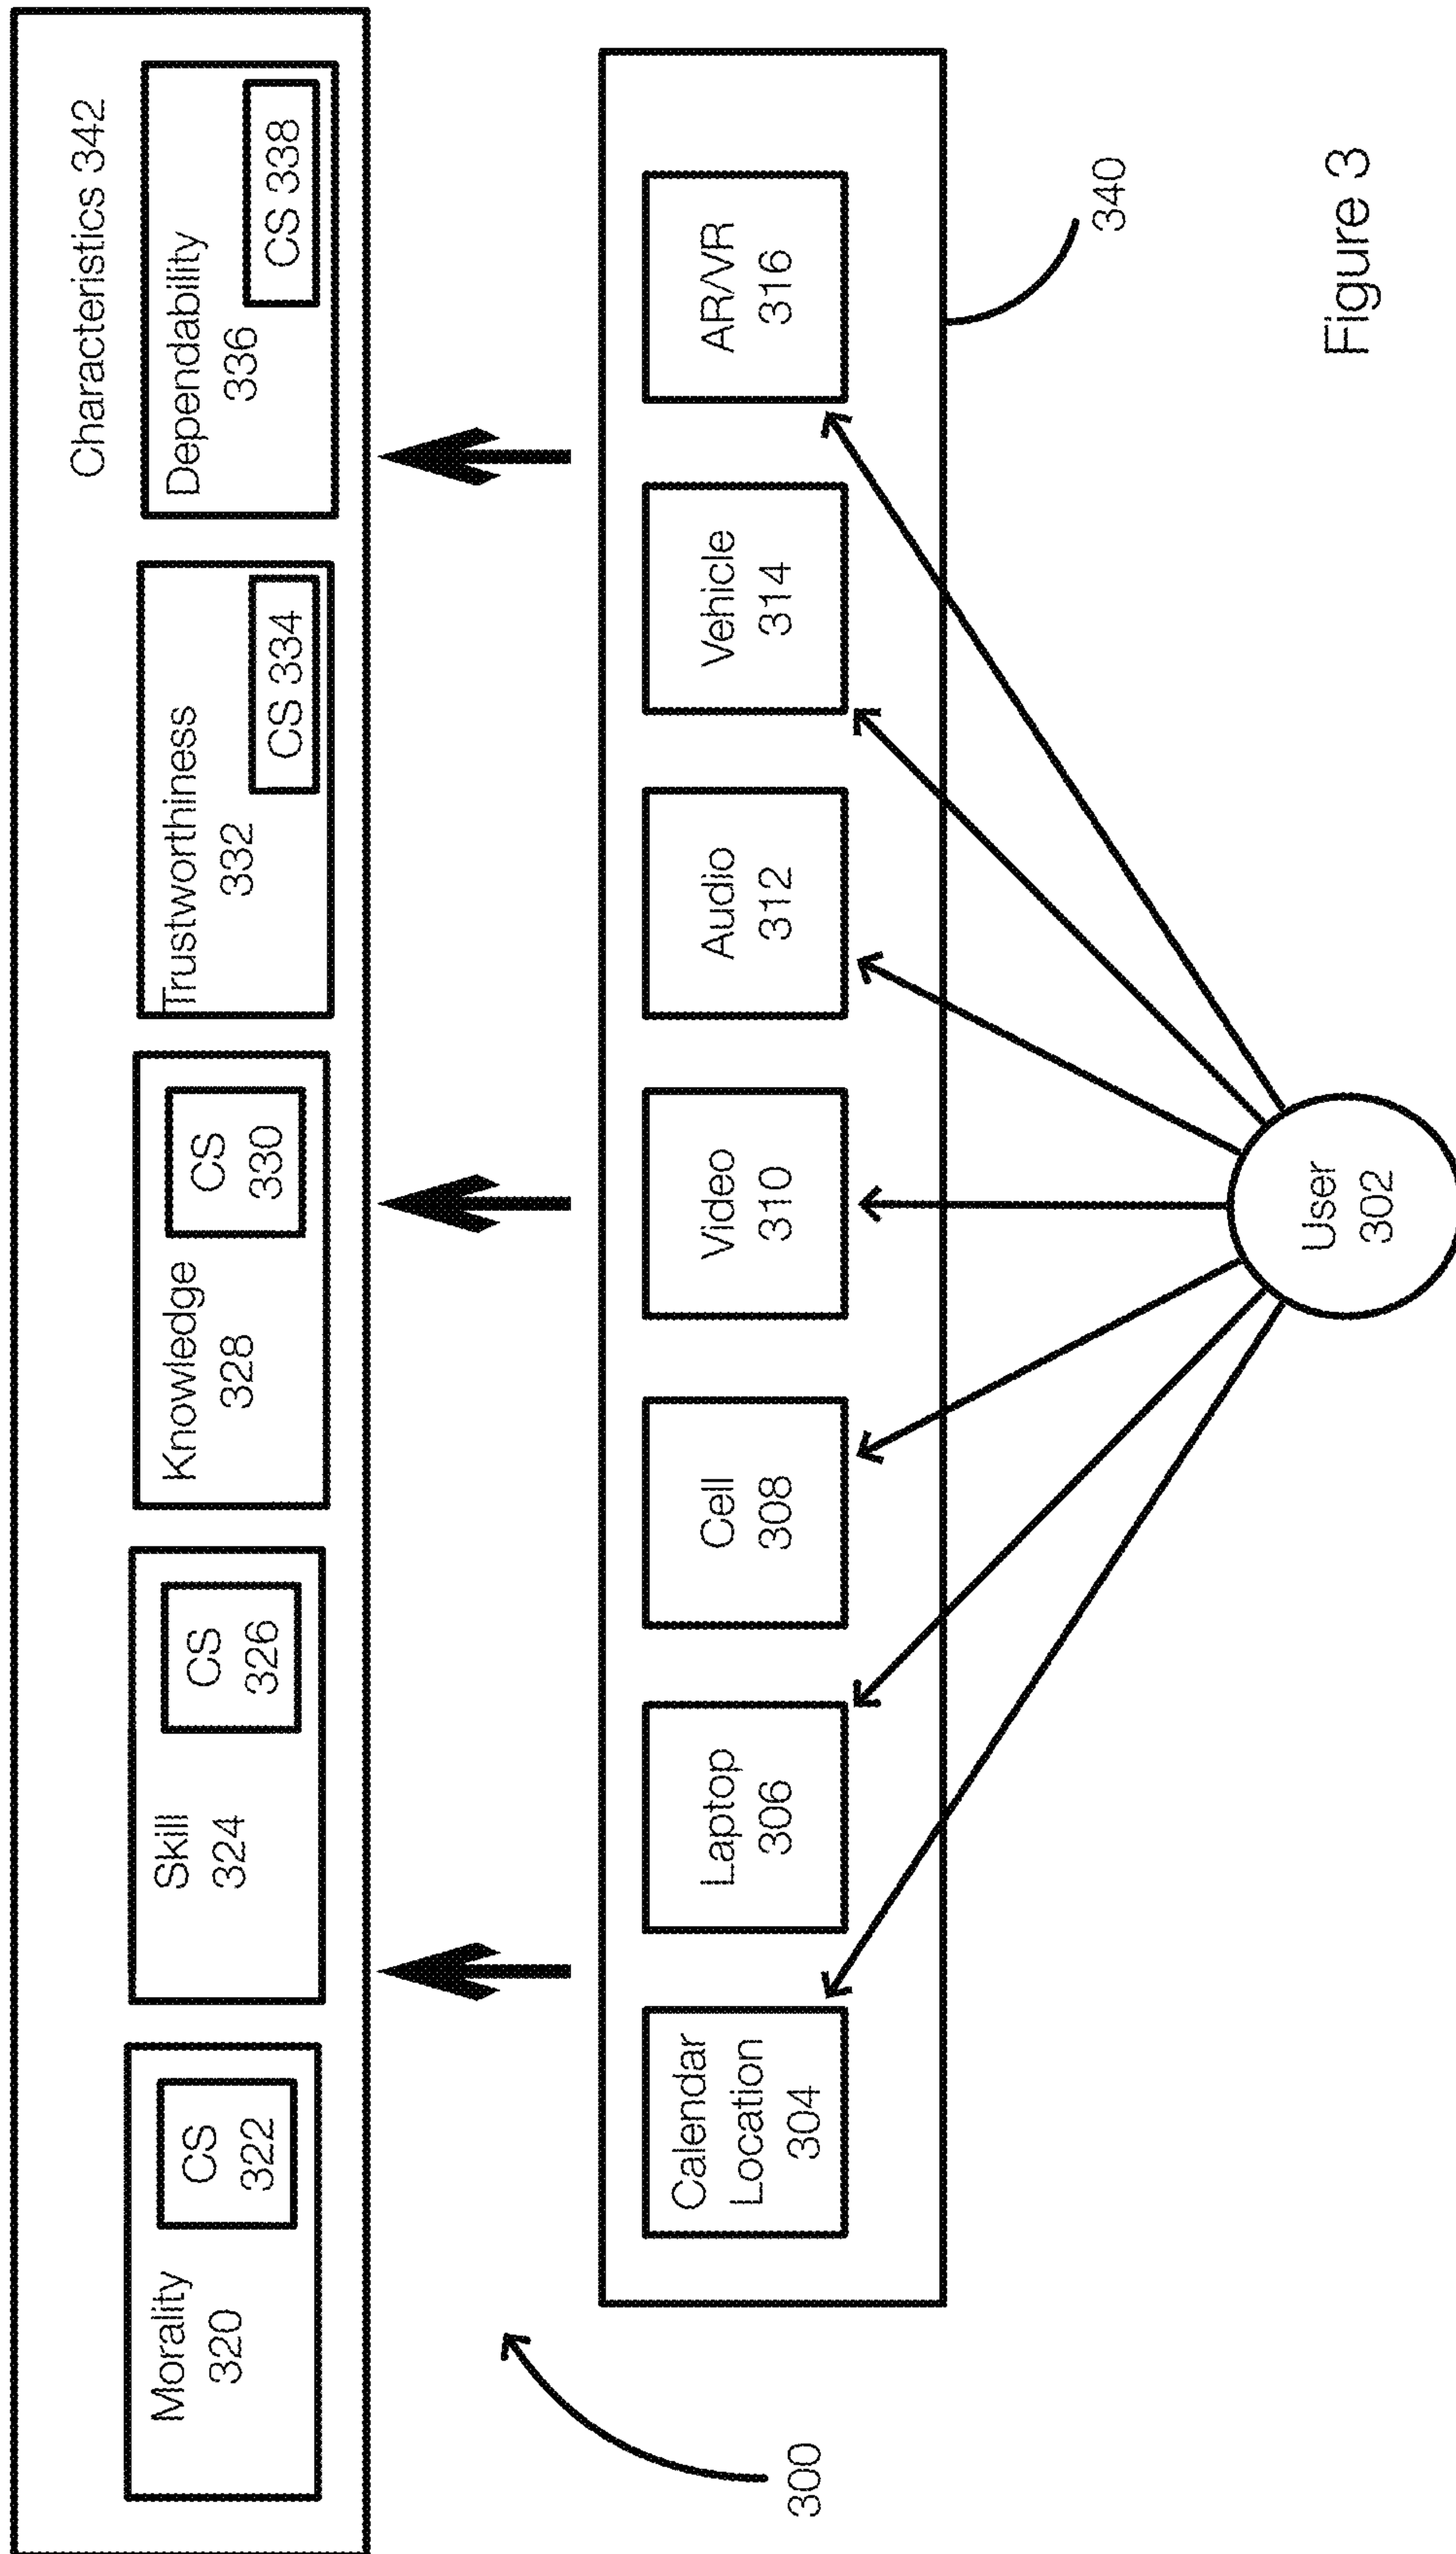 Characteristics 342
Morality
320
CS
322
Skill
324
CS
326
Knowledge
328
CS
330
Trustworthiness
332
CS 334
Dependability
336
CS 338
300
Calendar
Location
304
Laptop
306
Cell
308
Video
310
Audio
312
Vehicle
314
AR/VR
316
340
User
302
Figure 3